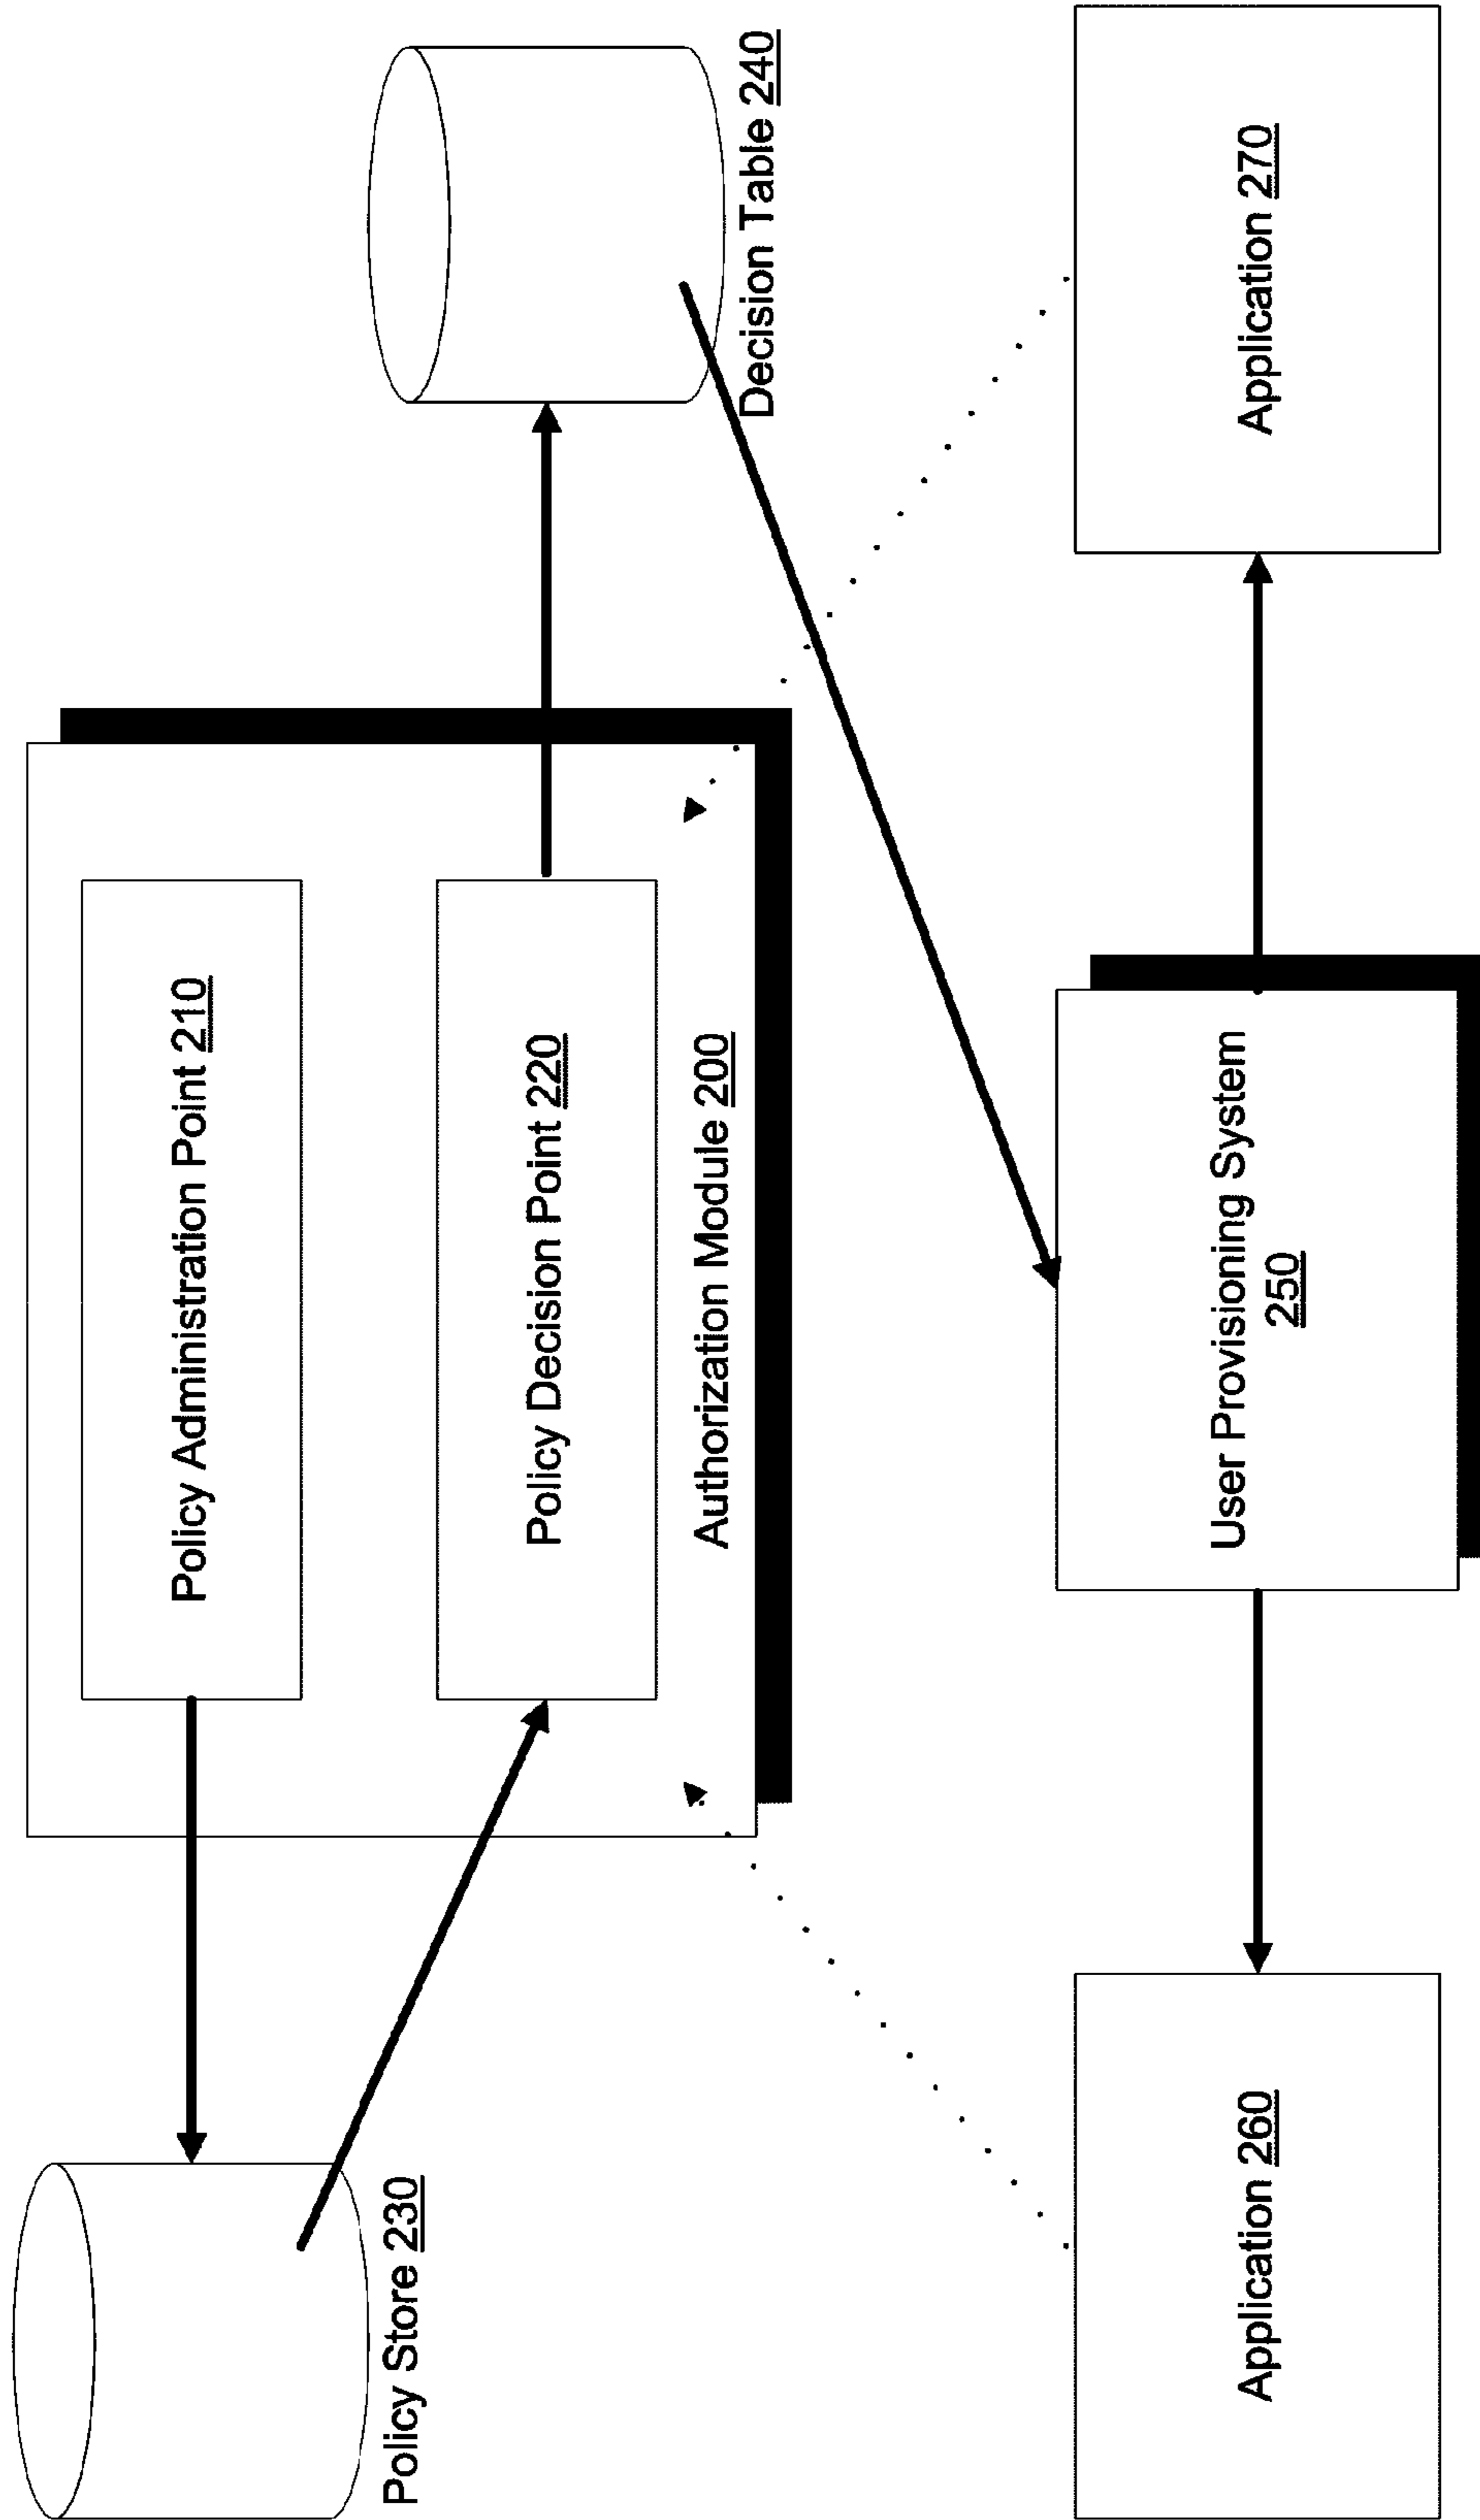 Policy Administration Point 210
Policy Decision Point 220
Authorization Module 200
Policy Store 230
Decision Table 240
User Provisioning System
250
Application 260
Application 270